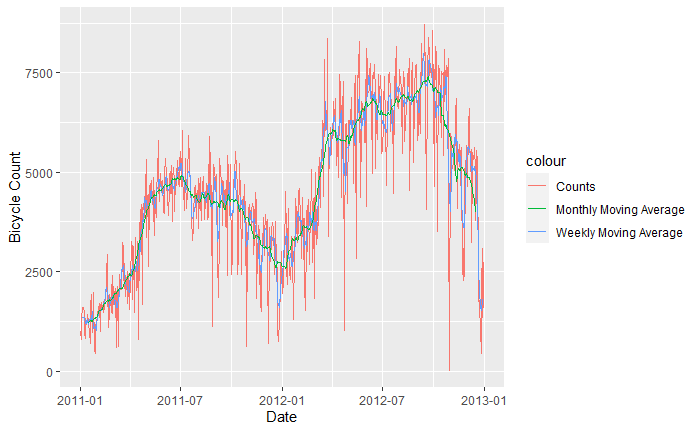 Bicycle Count
7500
5000
2500
0
2011-01
2011-07
2012-01
2012-07
2013-01
Date
colour
Counts
Monthly Moving Average
Weekly Moving Average